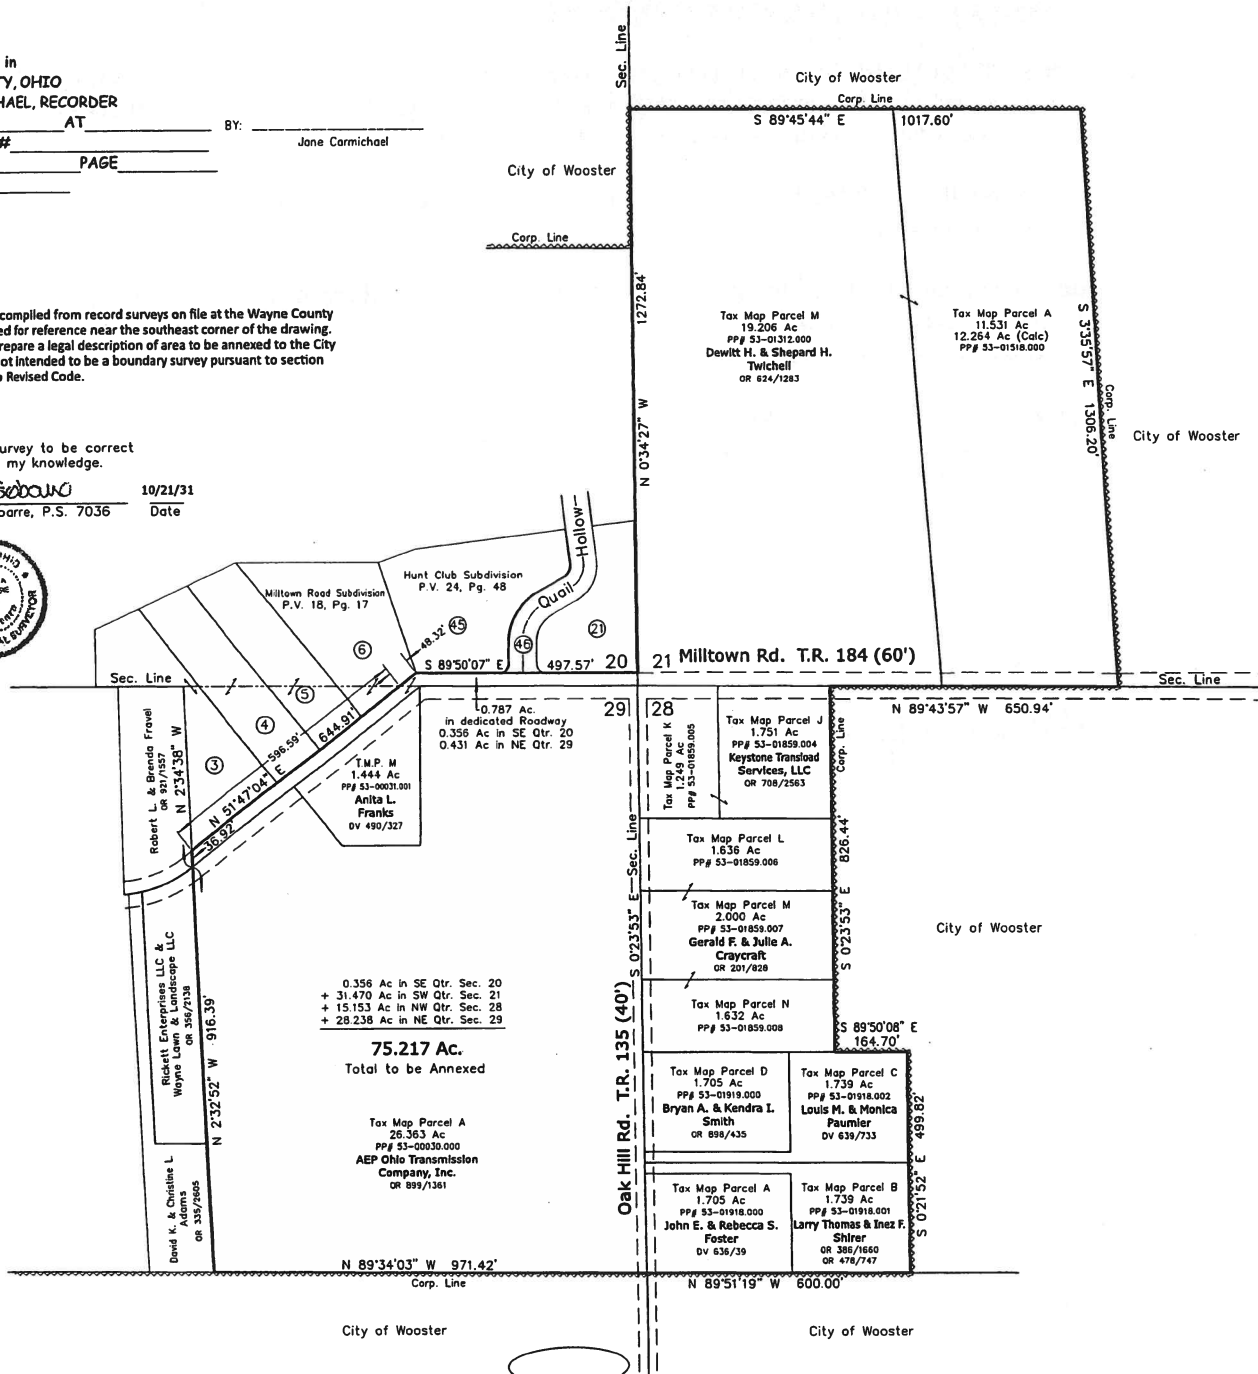 in
TY, OHIO
HAEL, RECORDER
AT
#
PAGE
BY:
Jane Carmichael
compiled from record surveys on file at the Wayne County
ed for reference near the southeast corner of the drawing.
repare a legal description of area to be annexed to the City
ot intended to be a boundary survey pursuant to section
o Revised Code.
urvey to be correct
my knowledge.
10/21/31
barre, P.S. 7036
Date
Sec. Line
City of Wooster
Corp. Line
S 89°45'44" E 1017.60'
City of Wooster
Corp. Line
1272.84'
N 0°34'27" W
Tax Map Parcel M
19.206 Ac
PP# 53-01312.000
Dewitt H. & Shepard H.
Twichell
OR 624/1283
Tax Map Parcel A
11.531 Ac
12.264 Ac (Calc)
PP# 53-01518.000
S 3°35'57" E 1306.20'
Corp. Line
City of Wooster
Milltown Road Subdivision
P.V. 18, Pg. 17
Hunt Club Subdivision
P.V. 24, Pg. 48
Quail Hollow
48.32'
45
46
21
6
5
4
3
S 89°50'07" E 497.57'
20
21 Milltown Rd. T.R. 184 (60')
Sec. Line
Sec. Line
N 89°43'57" W 650.94'
0.787 Ac.
in dedicated Roadway
0.356 Ac in SE Qtr. 20
0.431 Ac in NE Qtr. 29
29
28
Robert L. & Brenda Fravel
OR 921/1557
N 2°34'38" W
596.59'
644.91'
N 51°47'04" E
36.92'
T.M.P. M
1.444 Ac
PP# 53-00031.001
Anita L.
Franks
DV 490/327
Tax Map Parcel K
1.249 Ac
PP# 53-01859.005
Tax Map Parcel J
1.751 Ac
PP# 53-01859.004
Keystone Transload
Services, LLC
OR 708/2563
Corp. Line
Tax Map Parcel L
1.636 Ac
PP# 53-01859.006
Tax Map Parcel M
2.000 Ac
PP# 53-01859.007
Gerald F. & Julie A.
Craycraft
OR 201/828
Tax Map Parcel N
1.632 Ac
PP# 53-01859.008
S 0°23'53" E
Sec. Line
S 0°23'53" E 826.44'
City of Wooster
S 89°50'08" E
164.70'
Oak Hill Rd. T.R. 135 (40')
Rickett Enterprises LLC &
Wayne Lawn & Landscape LLC
OR 356/2138
N 2°32'52" W 916.39'
0.356 Ac in SE Qtr. Sec. 20
+ 31.470 Ac in SW Qtr. Sec. 21
+ 15.153 Ac in NW Qtr. Sec. 28
+ 28.238 Ac in NE Qtr. Sec. 29
75.217 Ac.
Total to be Annexed
Tax Map Parcel A
26.363 Ac
PP# 53-00030.000
AEP Ohio Transmission
Company, Inc.
OR 899/1361
David K. & Christine L
Adams
OR 335/2605
Tax Map Parcel D
1.705 Ac
PP# 53-01919.000
Bryan A. & Kendra I.
Smith
OR 898/435
Tax Map Parcel C
1.739 Ac
PP# 53-01918.002
Louis M. & Monica
Paumier
DV 639/733
S 0°21'52" E 499.82'
Tax Map Parcel A
1.705 Ac
PP# 53-01918.000
John E. & Rebecca S.
Foster
DV 636/39
Tax Map Parcel B
1.739 Ac
PP# 53-01918.001
Larry Thomas & Inez F.
Shirer
OR 386/1660
OR 478/747
N 89°34'03" W 971.42'
Corp. Line
N 89°51'19" W 600.00'
City of Wooster
City of Wooster